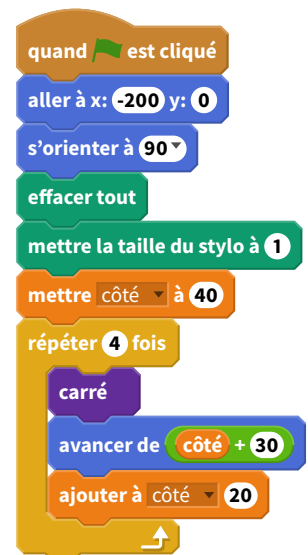 quand est cliqué
aller à x: -200 y: 0
s'orienter à 90
effacer tout
mettre la taille du stylo à 1
mettre côté à 40
répéter 4 fois
carré
avancer de côté + 30
ajouter à côté 20